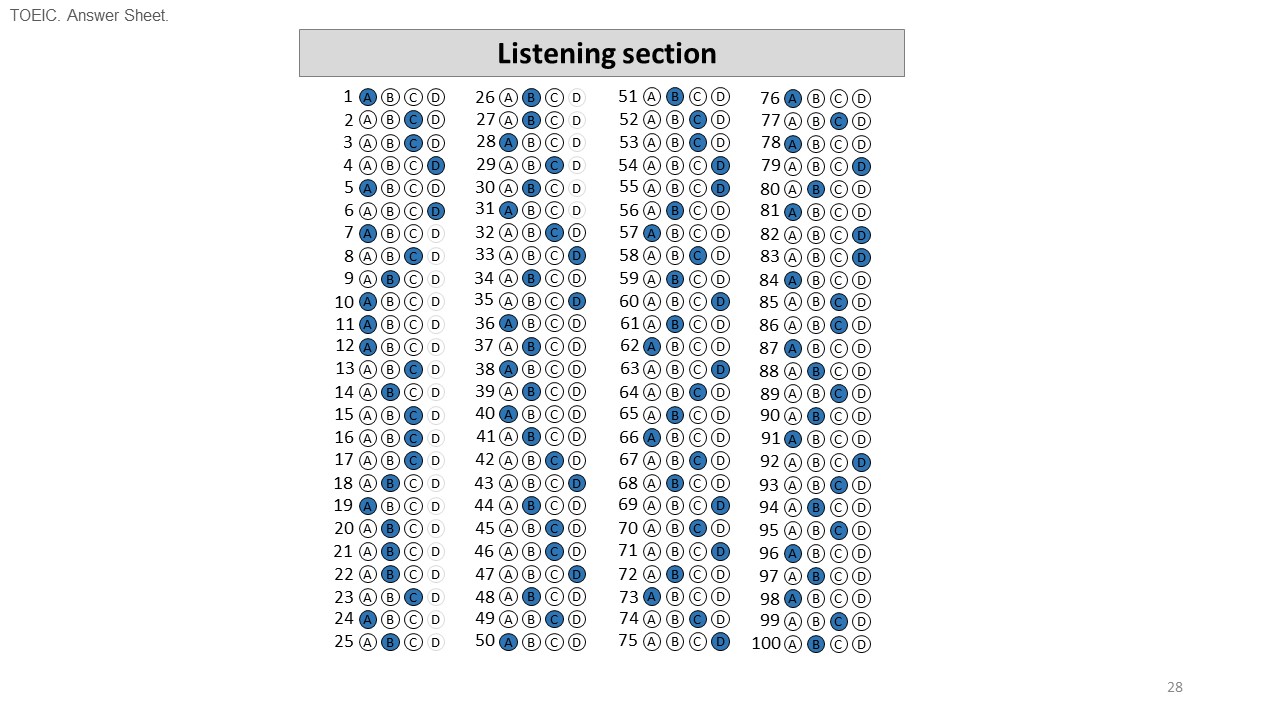 TOEIC. Answer Sheet.
Listening section
1 A B C D 26 A B C D 51 A B C D 76 A B C D
2 A B C D 27 A B C D 52 A B C D 77 A B C D
3 A B C D 28 A B C D 53 A B C D 78 A B C D
4 A B C D 29 A B C D 54 A B C D 79 A B C D
5 A B C D 30 A B C D 55 A B C D 80 A B C D
6 A B C D 31 A B C D 56 A B C D 81 A B C D
7 A B C D 32 A B C D 57 A B C D 82 A B C D
8 A B C D 33 A B C D 58 A B C D 83 A B C D
9 A B C D 34 A B C D 59 A B C D 84 A B C D
10 A B C D 35 A B C D 60 A B C D 85 A B C D
11 A B C D 36 A B C D 61 A B C D 86 A B C D
12 A B C D 37 A B C D 62 A B C D 87 A B C D
13 A B C D 38 A B C D 63 A B C D 88 A B C D
14 A B C D 39 A B C D 64 A B C D 89 A B C D
15 A B C D 40 A B C D 65 A B C D 90 A B C D
16 A B C D 41 A B C D 66 A B C D 91 A B C D
17 A B C D 42 A B C D 67 A B C D 92 A B C D
18 A B C D 43 A B C D 68 A B C D 93 A B C D
19 A B C D 44 A B C D 69 A B C D 94 A B C D
20 A B C D 45 A B C D 70 A B C D 95 A B C D
21 A B C D 46 A B C D 71 A B C D 96 A B C D
22 A B C D 47 A B C D 72 A B C D 97 A B C D
23 A B C D 48 A B C D 73 A B C D 98 A B C D
24 A B C D 49 A B C D 74 A B C D 99 A B C D
25 A B C D 50 A B C D 75 A B C D 100 A B C D
28